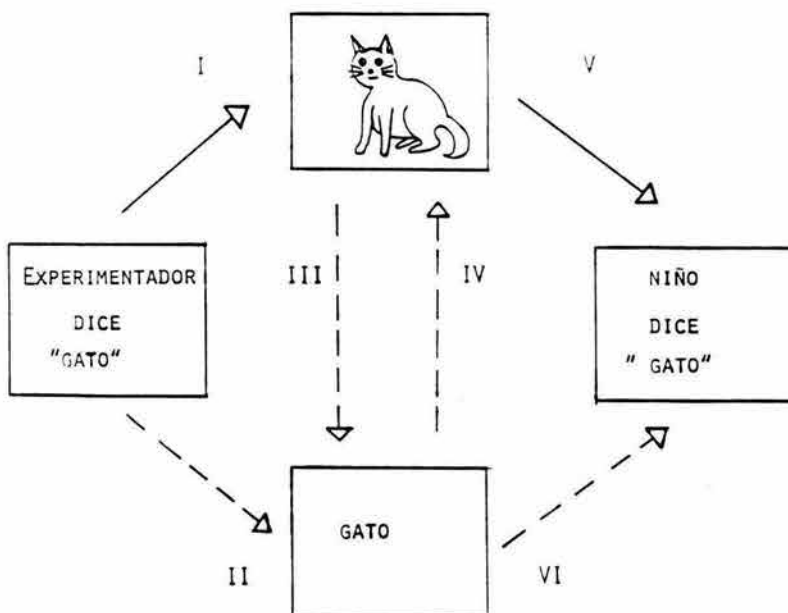 I
V
EXPERIMENTADOR
DICE
"GATO"
III
IV
NIÑO
DICE
" GATO"
GATO
II
VI